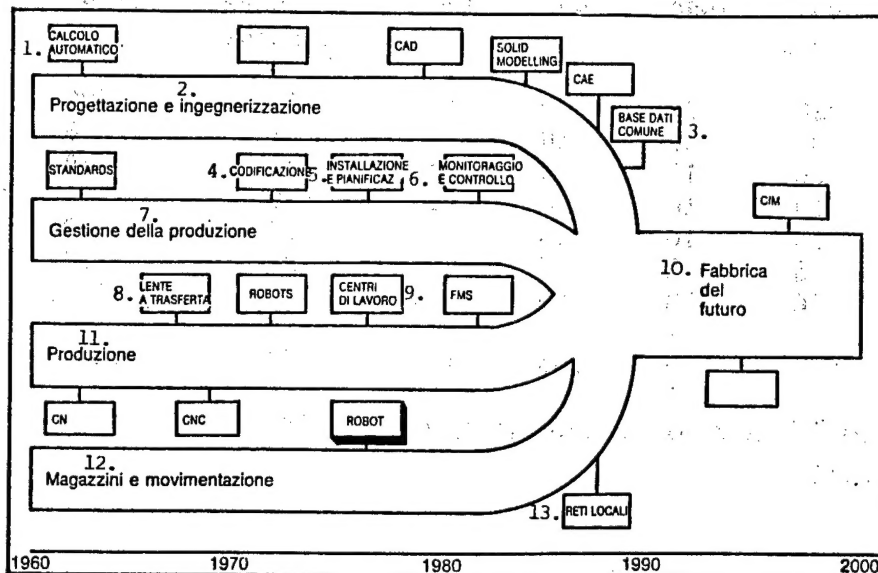 1. CALCOLO
AUTOMATICO
CAD
SOLID
MODELLING
CAE
2.
Progettazione e ingegnerizzazione
BASE DATI
COMUNE 3.
STANDARDS
4. CODIFICAZIONE
5. INSTALLAZIONE
E PIANIFICAZ
6. MONITORAGGIO
E CONTROLLO
CIM
7.
Gestione della produzione
10. Fabbrica
del
futuro
8. LENTE
A TRASFERTA
ROBOTS
CENTRI
DI LAVORO 9.
FMS
11.
Produzione
CN
CNC
ROBOT
12.
Magazzini e movimentazione
13. RETI LOCALI
1960 1970 1980 1990 2000